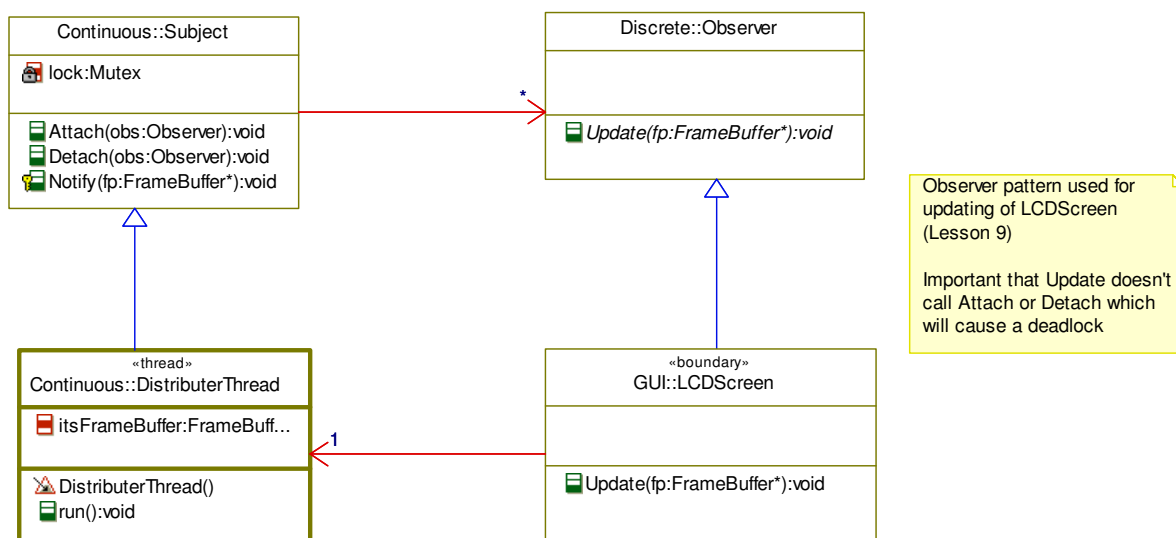 Continuous::Subject
lock:Mutex
Attach(obs:Observer):void
Detach(obs:Observer):void
Notify(fp:FrameBuffer*):void
*
Discrete::Observer
Update(fp:FrameBuffer*):void
Observer pattern used for
updating of LCDScreen
(Lesson 9)
Important that Update doesn't
call Attach or Detach which
will cause a deadlock
«thread»
Continuous::DistributerThread
itsFrameBuffer:FrameBuff...
DistributerThread()
run():void
1
«boundary»
GUI::LCDScreen
Update(fp:FrameBuffer*):void